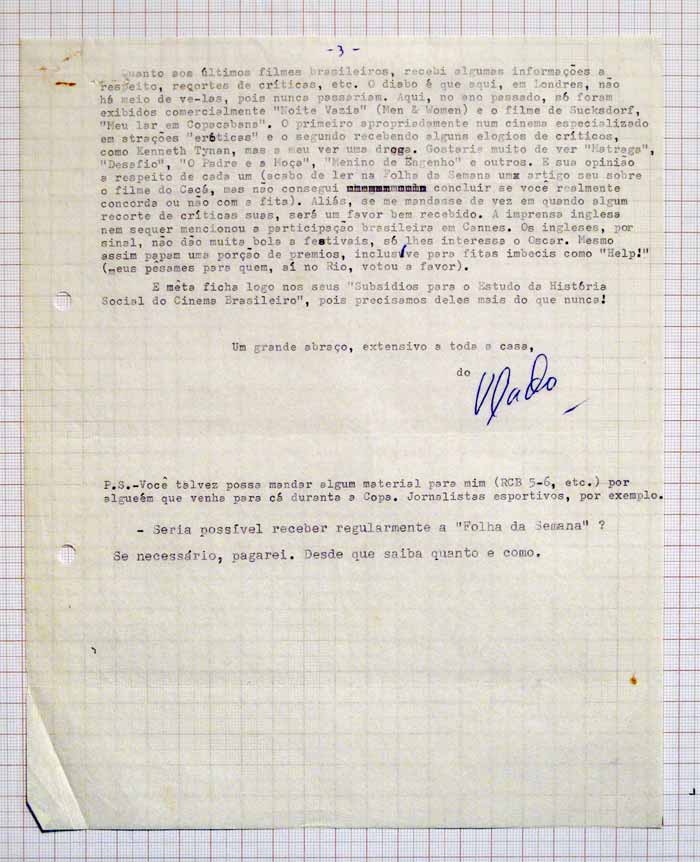 - 3 -
Quanto aos últimos filmes brasileiros, recebi algumas informações a
respeito, recortes de críticas, etc. O diabo é que aqui, em Londres, não
há meio de ve-las, pois nunca passariam. Aqui, no ano passado, só foram
exibidos comercialmente "Noite Vazia" (Men & Women) e o filme de Sucksdorf,
"Meu lar em Copacabana". O primeiro apropriadamente num cinema especializado
em atrações "eróticas" e o segundo recebendo alguns elogios de críticos,
como Kenneth Tynan, mas a meu ver uma droga. Gostaria muito de ver "Matraga",
"Desafio", "O Padre e a Moça", "Menino de Engenho" e outros. E sua opinião
a respeito de cada um (acabo de ler na Folha da Semana um artigo seu sobre
o filme do Cacá, mas não consegui concluir se você realmente
concorda ou não com a fita). Aliás, se me mandasse de vez em quando algum
recorte de críticas suas, será um favor bem recebido. A imprensa inglesa
nem sequer mencionou a participação brasileira em Cannes. Os ingleses, por
sinal, não dão muita bola a festivais, só lhes interessa o Oscar. Mesmo
assim papam uma porção de premios, inclusive para fitas imbecis como "Help!"
(meus pêsames para quem, aí no Rio, votou a favor).
E mêta ficha logo nos seus "Subsidios para o Estudo da História
Social do Cinema Brasileiro", pois precisamos deles mais do que nunca!
Um grande abraço, extensivo a toda a casa,
do
Vlado
P.S.-Você talvez possa mandar algum material para mim (RCB 5-6, etc.) por
algueém que venha para cá durante a Copa. Jornalistas esportivos, por exemplo.
- Seria possível receber regularmente a "Folha da Semana" ?
Se necessário, pagarei. Desde que saiba quanto e como.